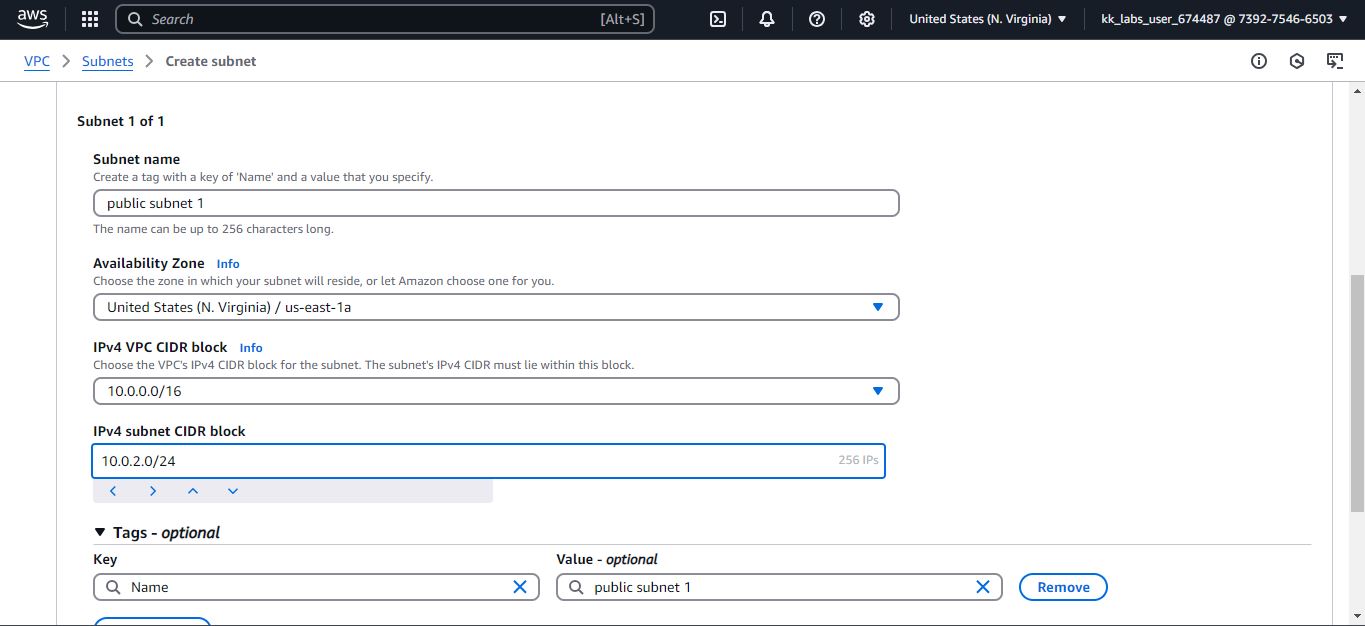 aws Search [Alt+S] United States (N. Virginia) kk_labs_user_674487 @ 7392-7546-6503
VPC Subnets Create subnet
Subnet 1 of 1
Subnet name
Create a tag with a key of 'Name' and a value that you specify.
public subnet 1
The name can be up to 256 characters long.
Availability Zone Info
Choose the zone in which your subnet will reside, or let Amazon choose one for you.
United States (N. Virginia) / us-east-1a
IPv4 VPC CIDR block Info
Choose the VPC's IPv4 CIDR block for the subnet. The subnet's IPv4 CIDR must lie within this block.
10.0.0.0/16
IPv4 subnet CIDR block
10.0.2.0/24 256 IPs
Tags - optional
Key Value - optional
Name public subnet 1 Remove